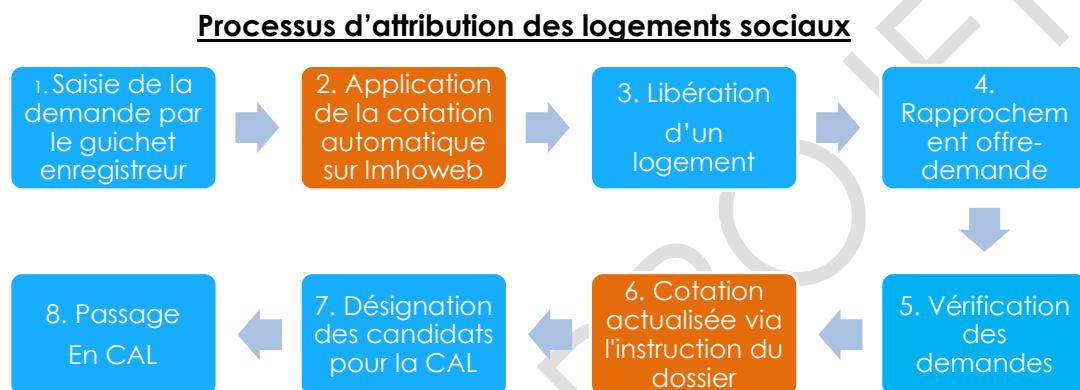 Processus d'attribution des logements sociaux
1. Saisie de la
demande par
le guichet
enregistreur
2. Application
de la cotation
automatique
sur Imhoweb
3. Libération
d'un
logement
4.
Rapprochem
ent offre-
demande
5. Vérification
des
demandes
6. Cotation
actualisée via
l'instruction du
dossier
7. Désignation
des candidats
pour la CAL
8. Passage
En CAL